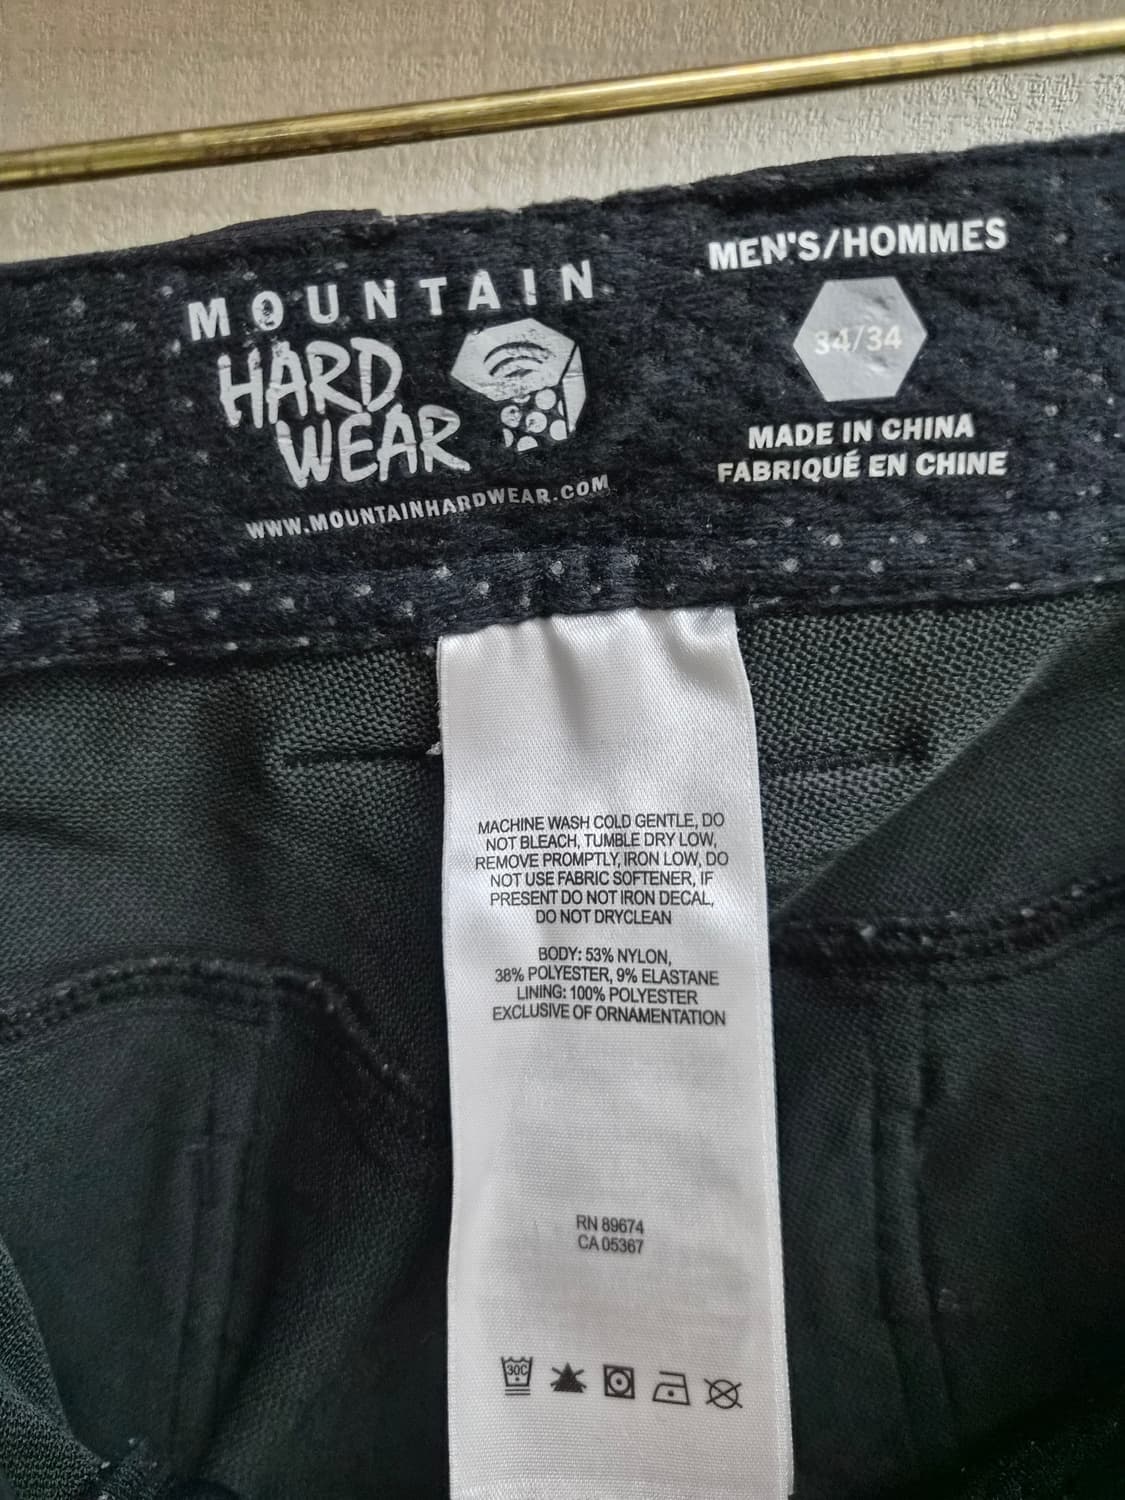 MOUNTAIN
HARD
WEAR
WWW.MOUNTAINHARDWEAR.COM
MEN'S/HOMMES
34/34
MADE IN CHINA
FABRIQUÉ EN CHINE
MACHINE WASH COLD GENTLE, DO
NOT BLEACH, TUMBLE DRY LOW,
REMOVE PROMPTLY, IRON LOW, DO
NOT USE FABRIC SOFTENER, IF
PRESENT DO NOT IRON DECAL,
DO NOT DRYCLEAN
BODY: 53% NYLON,
38% POLYESTER, 9% ELASTANE
LINING: 100% POLYESTER
EXCLUSIVE OF ORNAMENTATION
RN 89674
CA 05367
30C